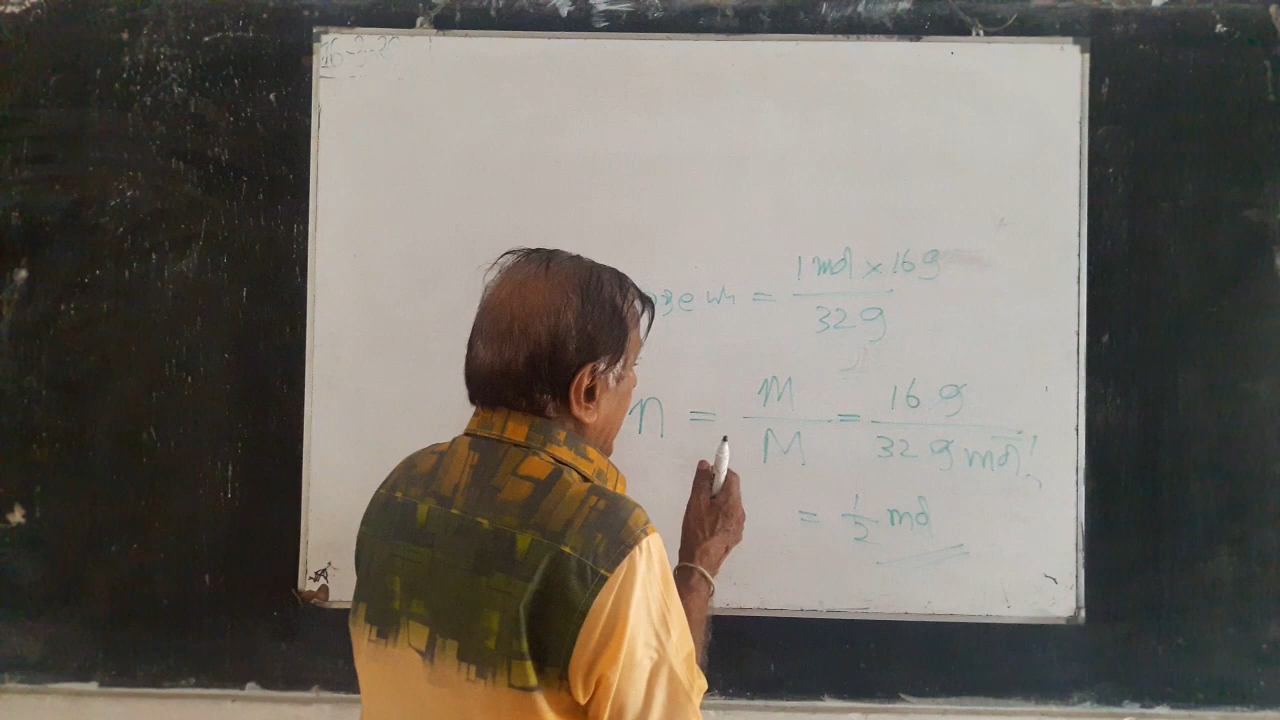 = 1 mol × 16 g / 32 g
n = m / M = 16 g / 32 g mol⁻¹
= 1/2 mol